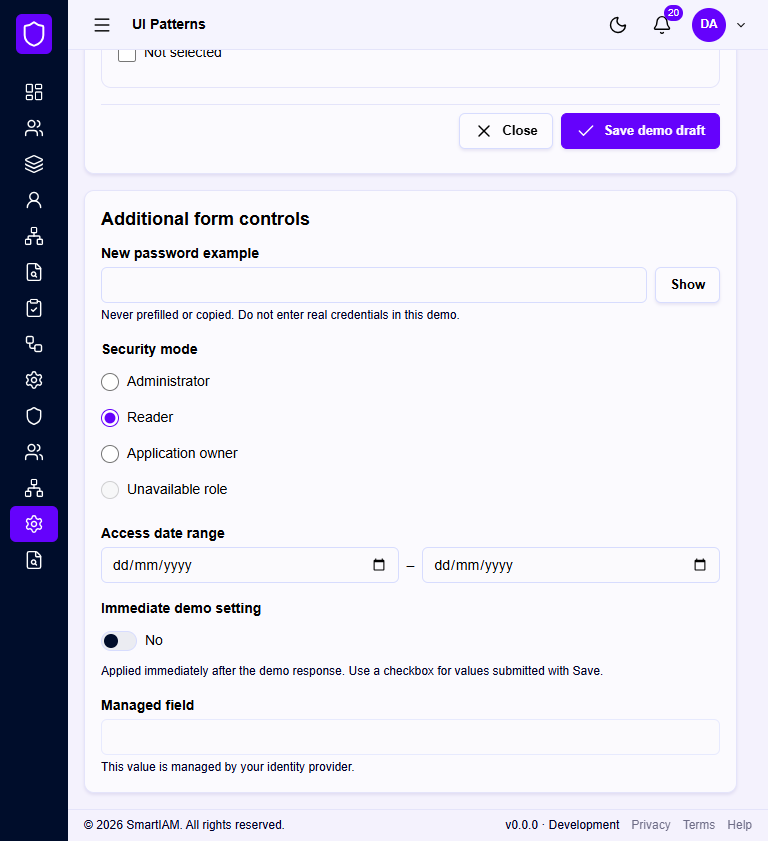 UI Patterns
20
DA
Not selected
Close
Save demo draft
Additional form controls
New password example
Show
Never prefilled or copied. Do not enter real credentials in this demo.
Security mode
Administrator
Reader
Application owner
Unavailable role
Access date range
dd/mm/yyyy – dd/mm/yyyy
Immediate demo setting
No
Applied immediately after the demo response. Use a checkbox for values submitted with Save.
Managed field
This value is managed by your identity provider.
© 2026 SmartIAM. All rights reserved. v0.0.0 · Development Privacy Terms Help